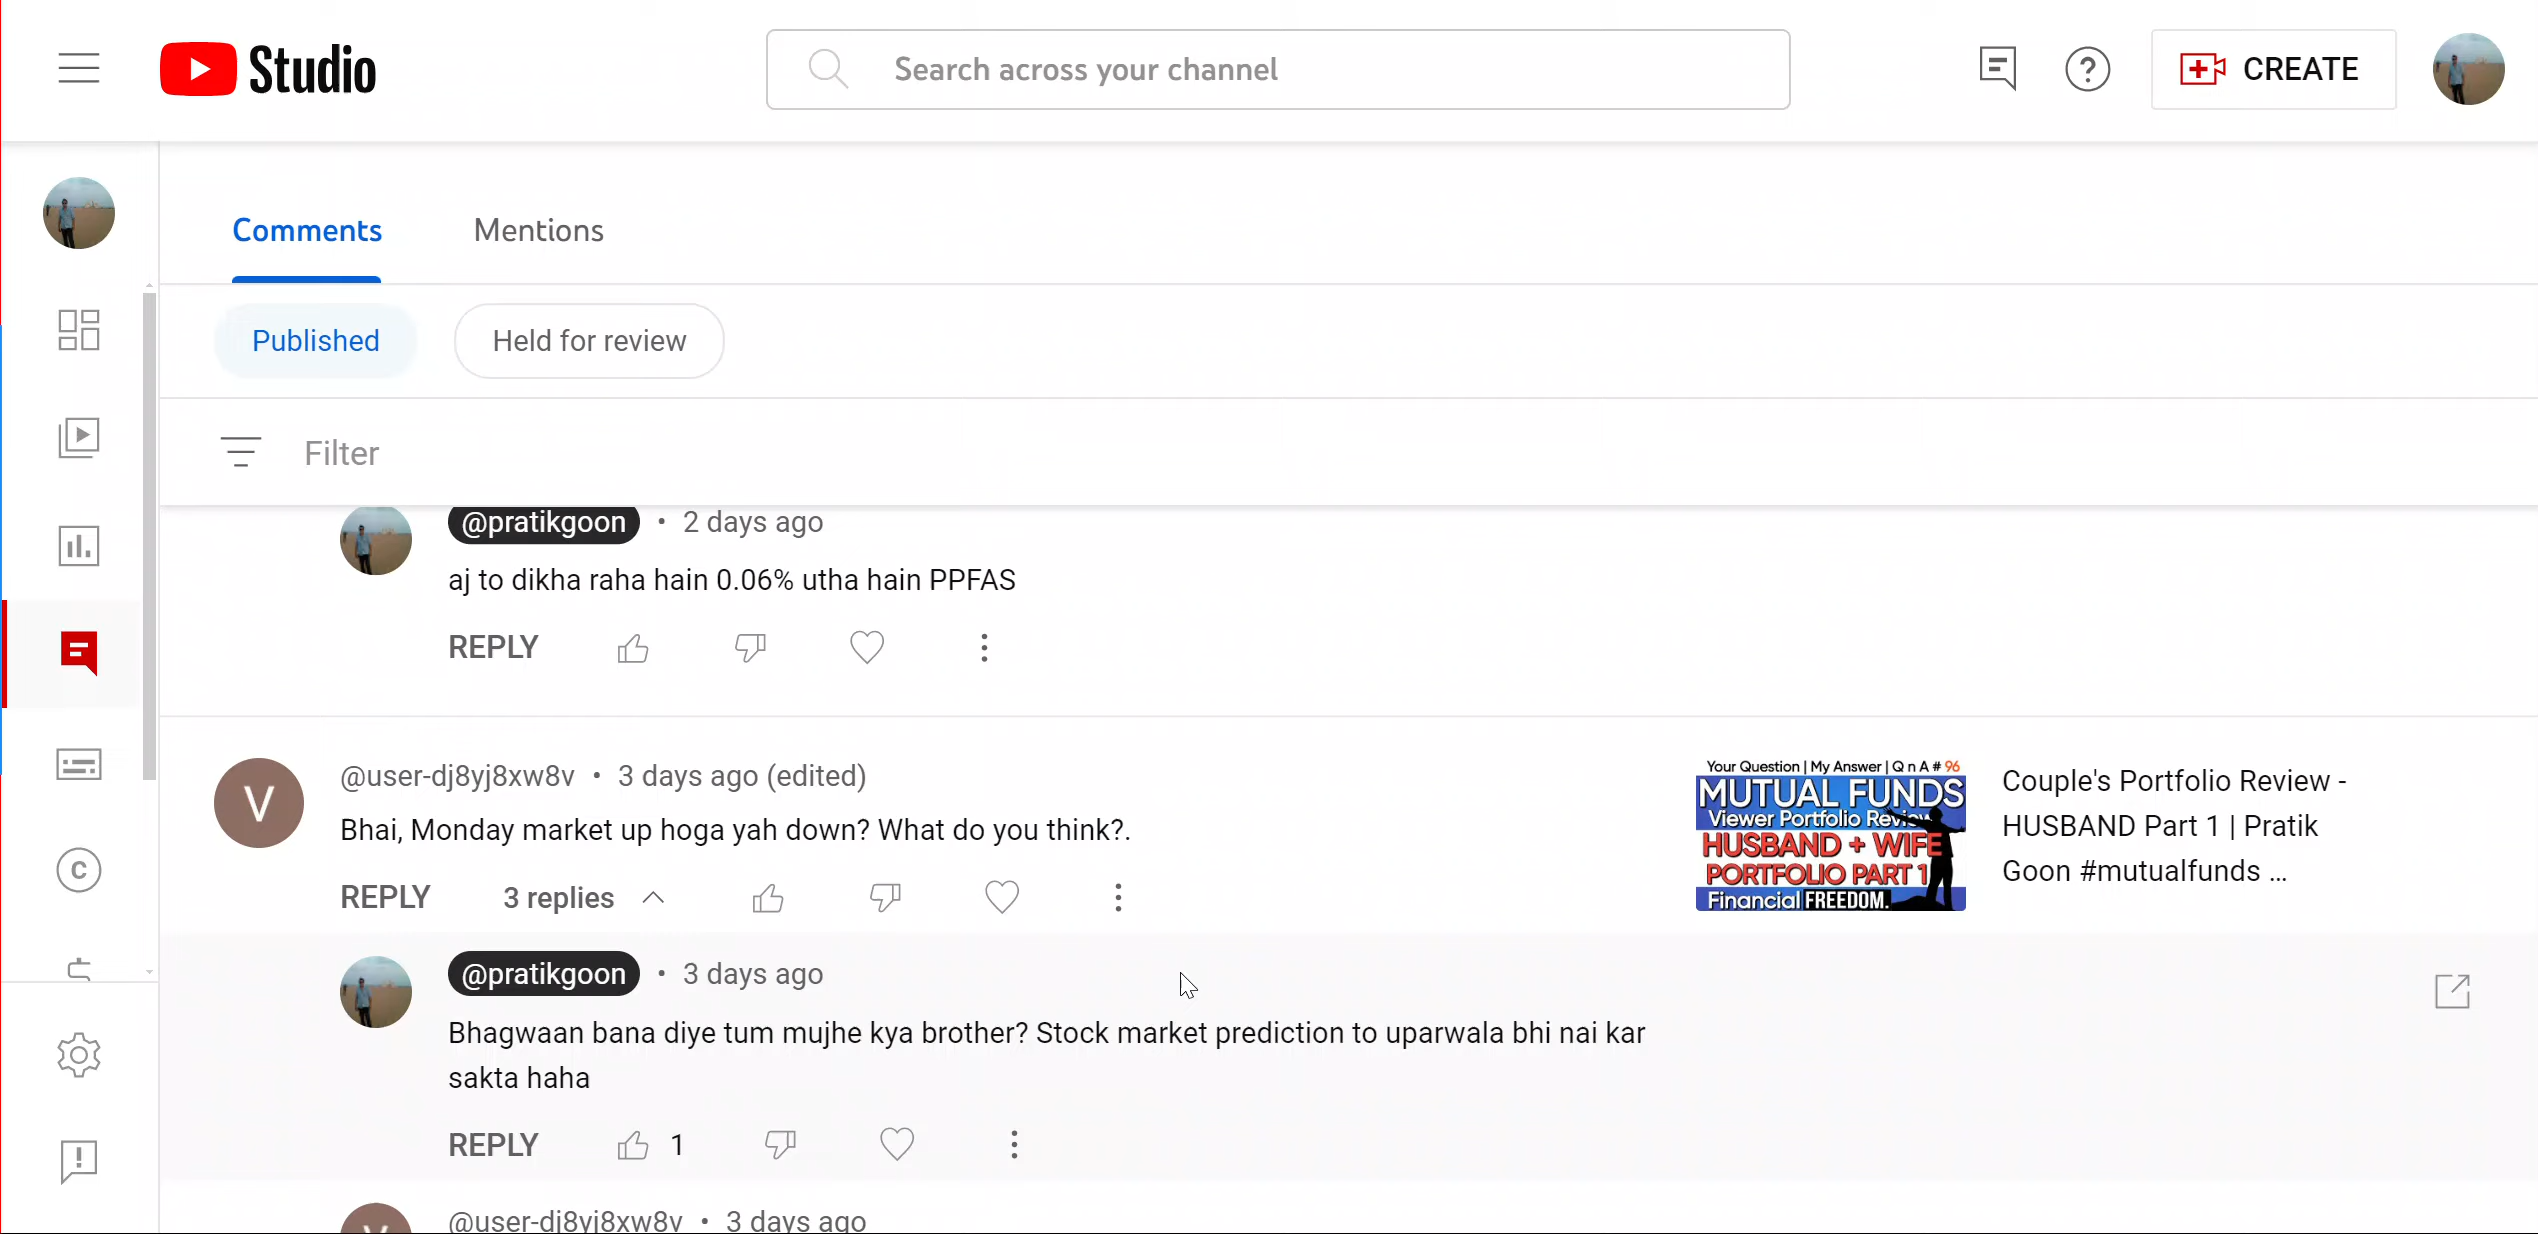 Studio
Search across your channel
CREATE
Comments
Mentions
Published
Held for review
Filter
@pratikgoon • 2 days ago
aj to dikha raha hain 0.06% utha hain PPFAS
REPLY
V
@user-dj8yj8xw8v • 3 days ago (edited)
Bhai, Monday market up hoga yah down? What do you think?.
REPLY
3 replies
Your Question | My Answer | Q n A # 96
MUTUAL FUNDS
Viewer Portfolio Review
HUSBAND + WIFE
PORTFOLIO PART 1
Financial FREEDOM.
Couple's Portfolio Review -
HUSBAND Part 1 | Pratik
Goon #mutualfunds ...
@pratikgoon • 3 days ago
Bhagwaan bana diye tum mujhe kya brother? Stock market prediction to uparwala bhi nai kar
sakta haha
REPLY
1
@user-dj8yj8xw8v • 3 days ago